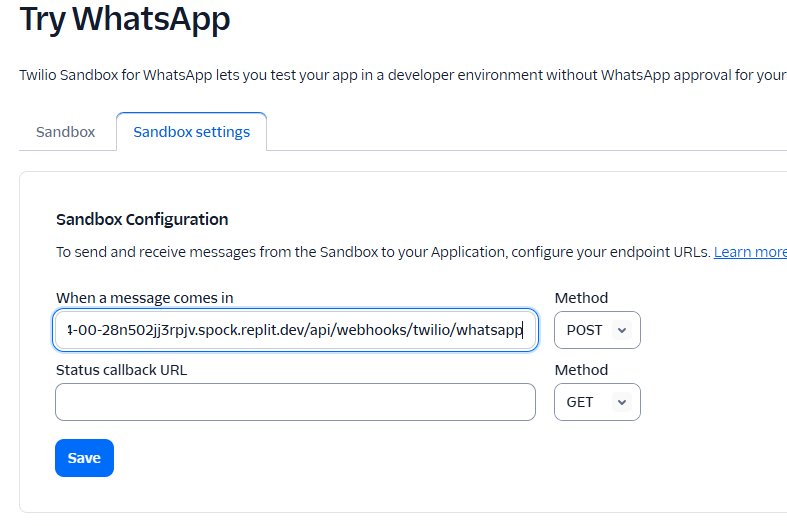 Try WhatsApp
Twilio Sandbox for WhatsApp lets you test your app in a developer environment without WhatsApp approval for your
Sandbox Sandbox settings
Sandbox Configuration
To send and receive messages from the Sandbox to your Application, configure your endpoint URLs. Learn more
When a message comes in Method
-00-28n502jj3rpjv.spock.replit.dev/api/webhooks/twilio/whatsapp POST
Status callback URL Method
GET
Save